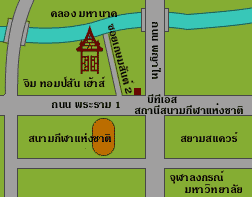 คลอง มหานาค
ซอยเกษมสันต์ 2
ถนน พญาไท
จิม ทอมป์สัน เฮ้าส์
ถนน พระราม 1
บีทีเอส
สถานีสนามกีฬาแห่งชาติ
สนามกีฬาแห่งชาติ
สยามสแควร์
จุฬาลงกรณ์
มหาวิทยาลัย